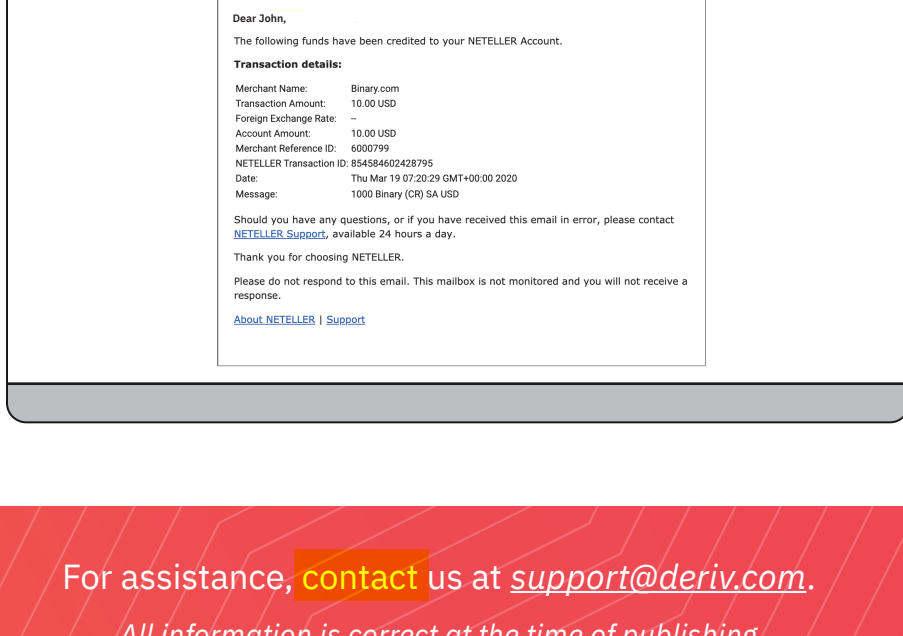 Dear John,
The following funds have been credited to your NETELLER Account.
Transaction details:
Merchant Name: Binary.com
Transaction Amount: 10.00 USD
Foreign Exchange Rate: –
Account Amount: 10.00 USD
Merchant Reference ID: 6000799
NETELLER Transaction ID: 854584602428795
Date: Thu Mar 19 07:20:29 GMT+00:00 2020
Message: 1000 Binary (CR) SA USD
Should you have any questions, or if you have received this email in error, please contact
NETELLER Support, available 24 hours a day.
Thank you for choosing NETELLER.
Please do not respond to this email. This mailbox is not monitored and you will not receive a
response.
About NETELLER | Support
For assistance, contact us at support@deriv.com.
All information is correct at the time of publishing